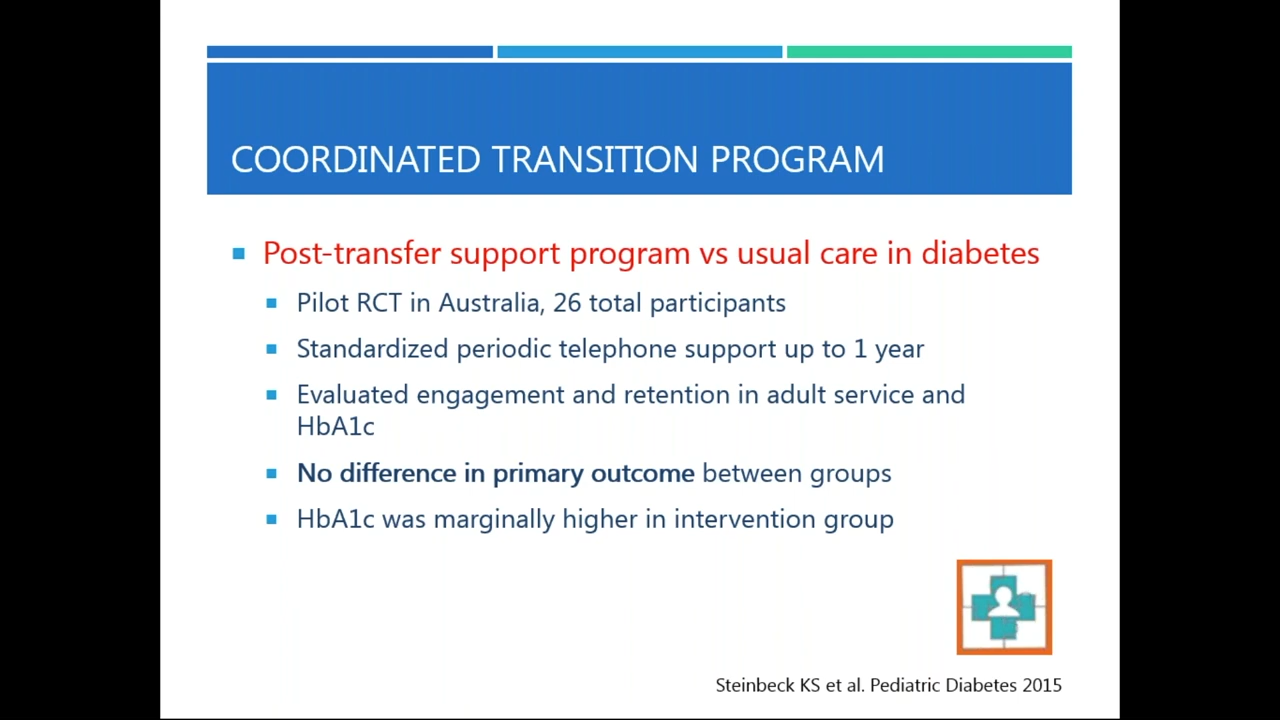 COORDINATED TRANSITION PROGRAM
Post-transfer support program vs usual care in diabetes
Pilot RCT in Australia, 26 total participants
Standardized periodic telephone support up to 1 year
Evaluated engagement and retention in adult service and
HbA1c
No difference in primary outcome between groups
HbA1c was marginally higher in intervention group
Steinbeck KS et al. Pediatric Diabetes 2015